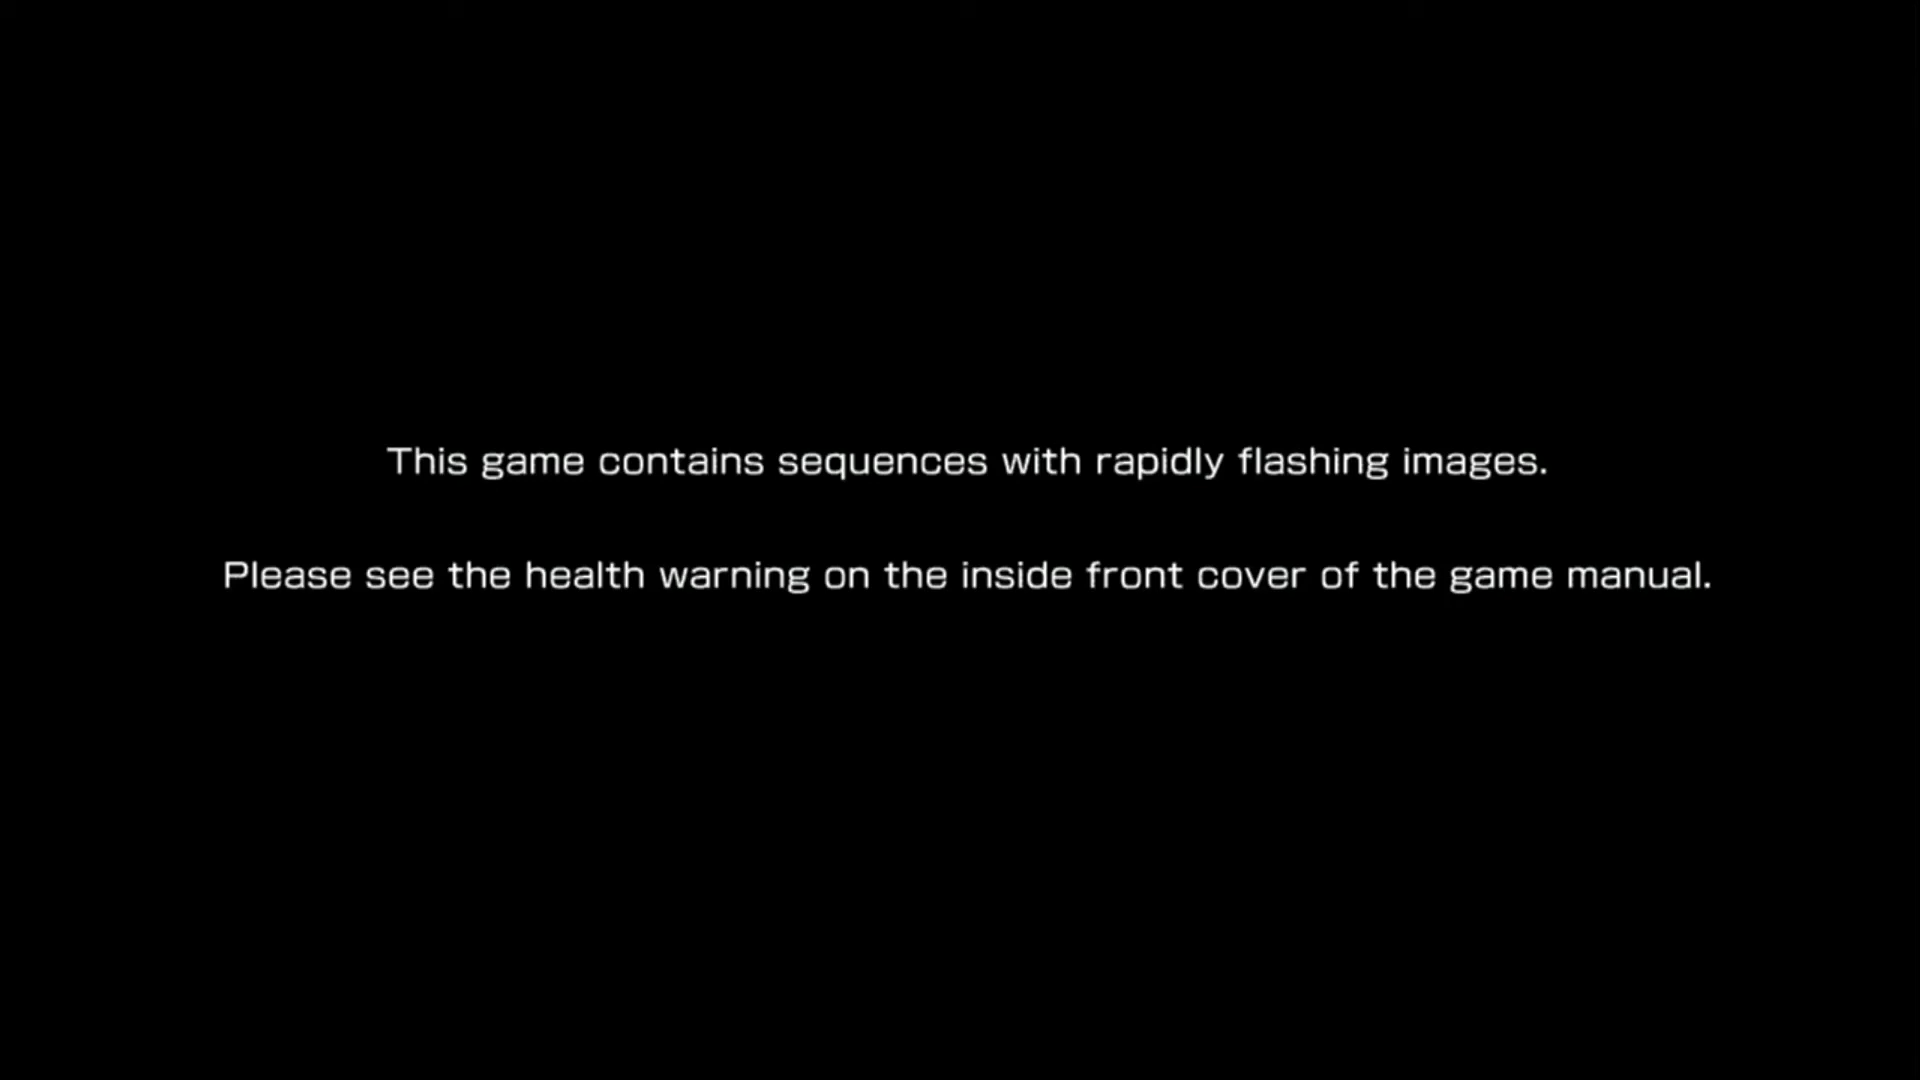 This game contains sequences with rapidly flashing images.
Please see the health warning on the inside front cover of the game manual.